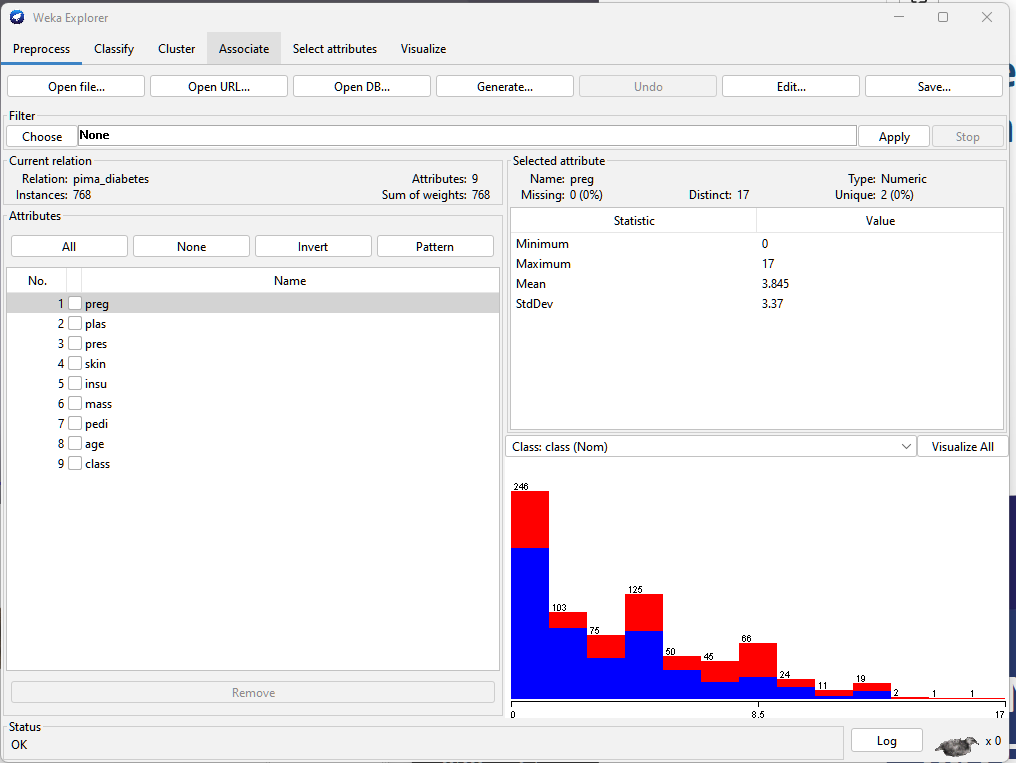 Weka Explorer
Preprocess Classify Cluster Associate Select attributes Visualize
Open file... Open URL... Open DB... Generate... Undo Edit... Save...
Filter
Choose None Apply Stop
Current relation
Relation: pima_diabetes Attributes: 9
Instances: 768 Sum of weights: 768
Attributes
All None Invert Pattern
No. Name
1 preg
2 plas
3 pres
4 skin
5 insu
6 mass
7 pedi
8 age
9 class
Remove
Selected attribute
Name: preg Type: Numeric
Missing: 0 (0%) Distinct: 17 Unique: 2 (0%)
Statistic Value
Minimum 0
Maximum 17
Mean 3.845
StdDev 3.37
Class: class (Nom) Visualize All
246
103
75
125
50
45
66
24
11
19
2
1
1
0 8.5 17
Status
OK
Log x 0